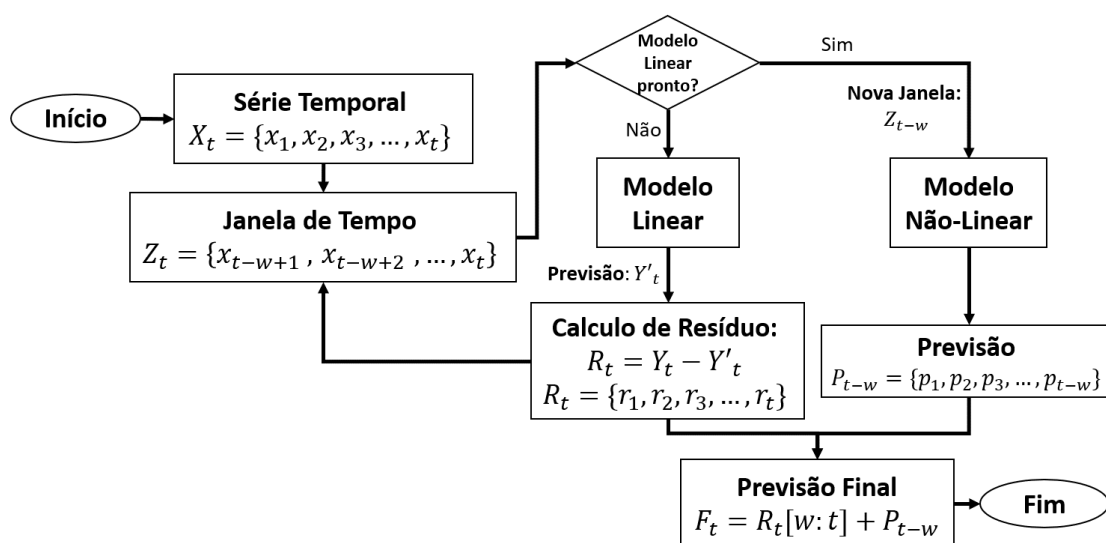 Início
Série Temporal
X_t = {x_1, x_2, x_3, ..., x_t}
Janela de Tempo
Z_t = {x_{t-w+1} , x_{t-w+2} , ..., x_t}
Modelo
Linear
pronto?
Sim
Não
Modelo
Linear
Previsão: Y'_t
Calculo de Resíduo:
R_t = Y_t − Y'_t
R_t = {r_1, r_2, r_3, ..., r_t}
Nova Janela:
Z_{t-w}
Modelo
Não-Linear
Previsão
P_{t-w} = {p_1, p_2, p_3, ..., p_{t-w}}
Previsão Final
F_t = R_t[w: t] + P_{t-w}
Fim